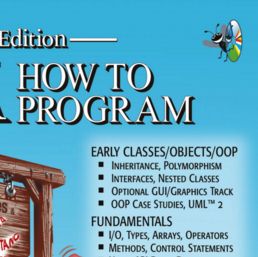 Edition
HOW TO
PROGRAM
EARLY CLASSES/OBJECTS/OOP
■ INHERITANCE, POLYMORPHISM
■ INTERFACES, NESTED CLASSES
■ OPTIONAL GUI/GRAPHICS TRACK
■ OOP CASE STUDIES, UML™ 2
FUNDAMENTALS
■ I/O, TYPES, ARRAYS, OPERATORS
■ METHODS, CONTROL STATEMENTS